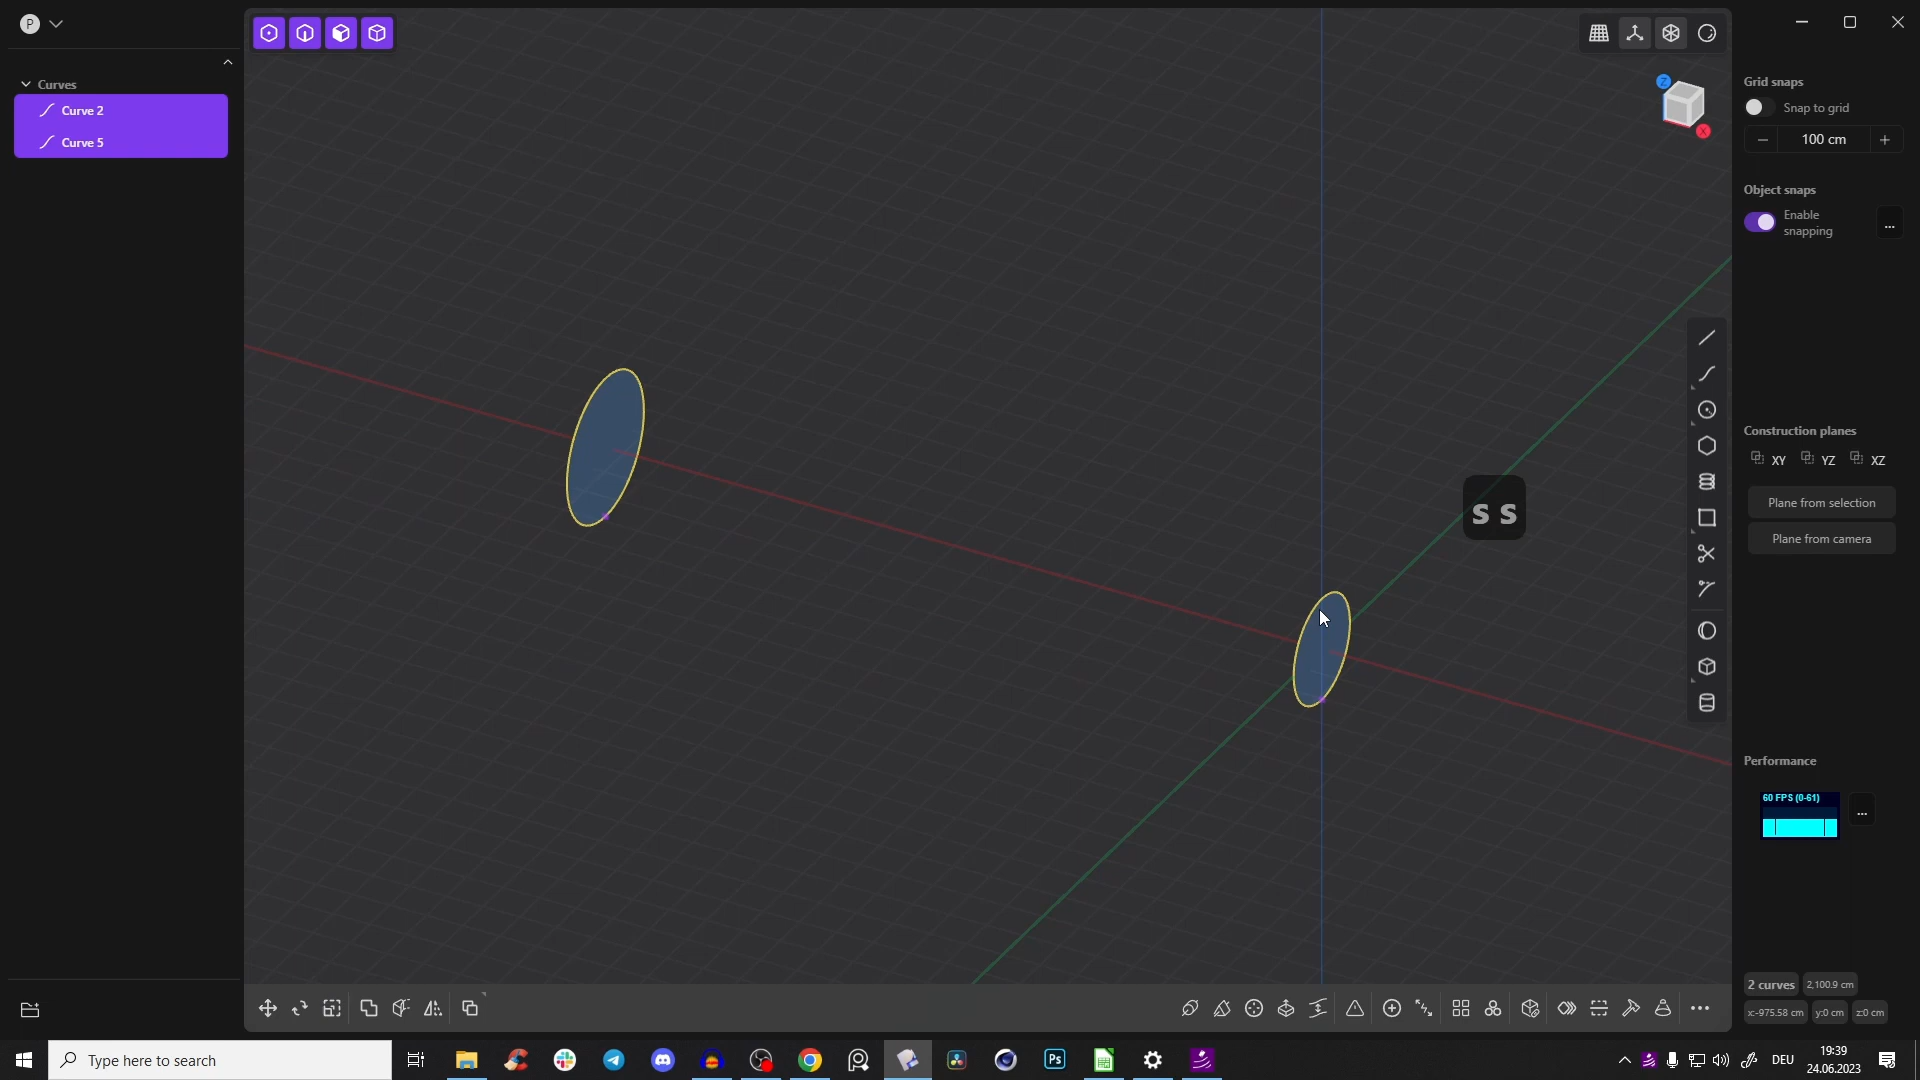 P
Curves
Curve 2
Curve 5
Z
X
s s
Grid snaps
Snap to grid
100 cm
Object snaps
Enable
snapping
...
Construction planes
XY YZ XZ
Plane from selection
Plane from camera
Performance
60 FPS (0-61)
...
2 curves 2,100.9 cm
x:-975.58 cm y:0 cm z:0 cm
Type here to search
Ps
DEU
19:39
24.06.2023